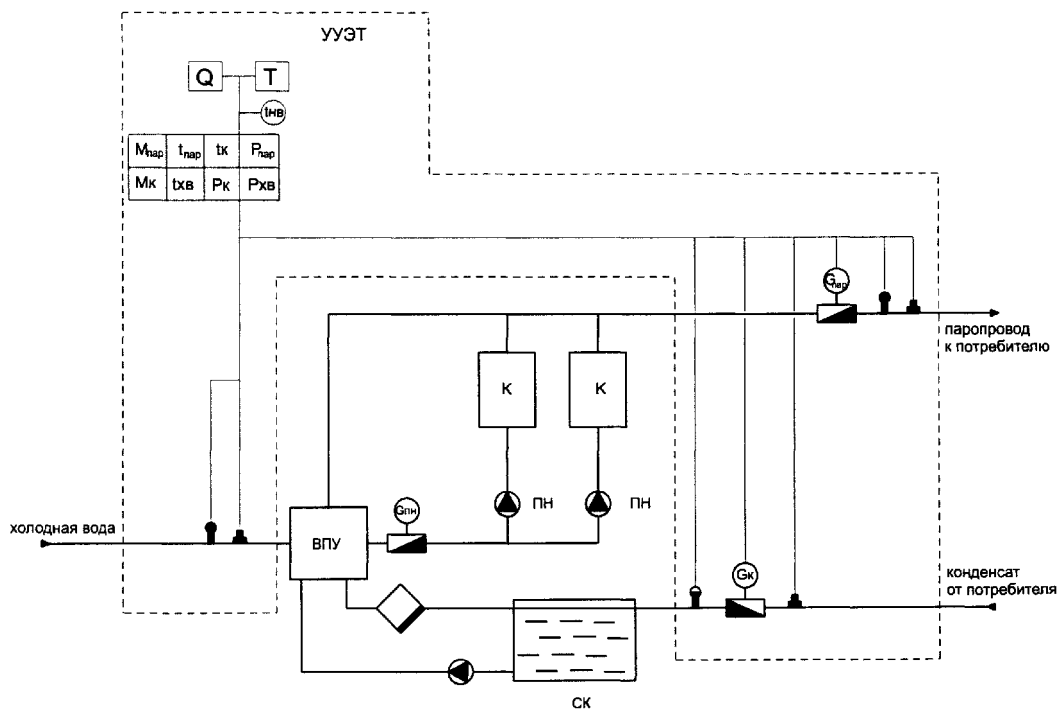 УУЭТ
Q T
tнв
Mпар tпар tк Pпар
Mк tхв Pк Pхв
Gпар
паропровод
к потребителю
К К
Gпн ПН ПН
холодная вода
ВПУ
Gк
конденсат
от потребителя
СК